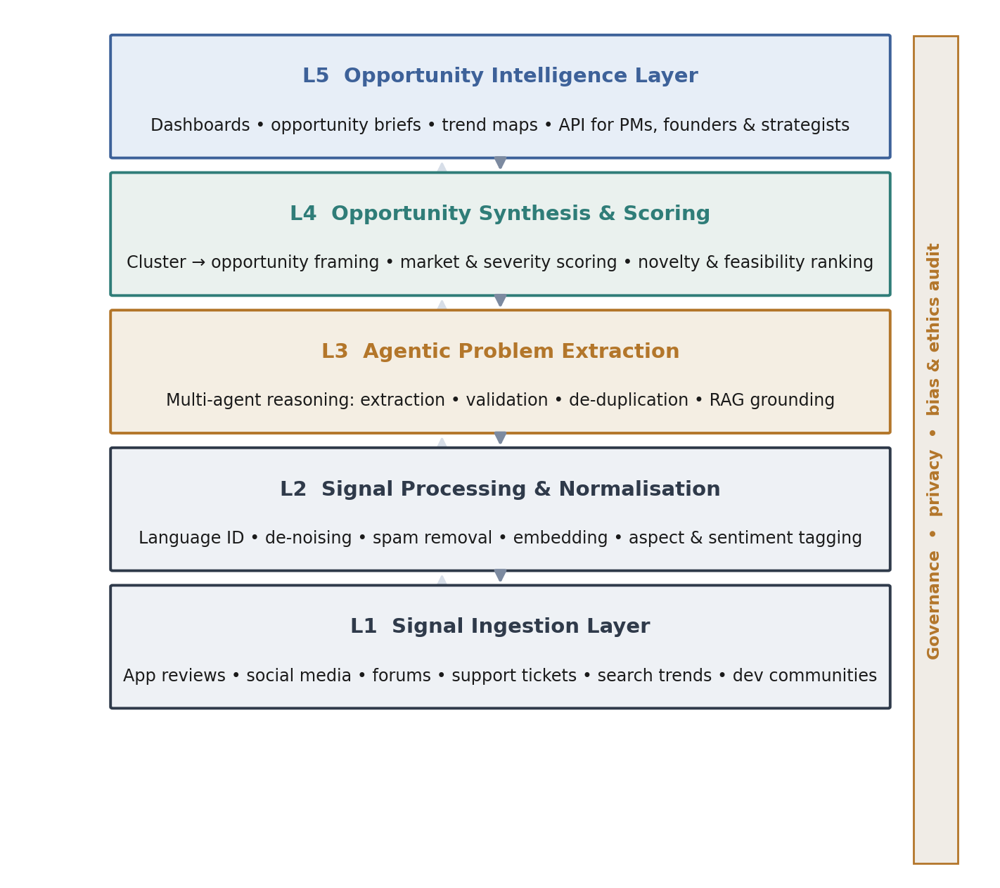 L5  Opportunity Intelligence Layer
Dashboards • opportunity briefs • trend maps • API for PMs, founders & strategists
L4  Opportunity Synthesis & Scoring
Cluster → opportunity framing • market & severity scoring • novelty & feasibility ranking
L3  Agentic Problem Extraction
Multi-agent reasoning: extraction • validation • de-duplication • RAG grounding
L2  Signal Processing & Normalisation
Language ID • de-noising • spam removal • embedding • aspect & sentiment tagging
L1  Signal Ingestion Layer
App reviews • social media • forums • support tickets • search trends • dev communities
Governance  •  privacy  •  bias & ethics audit